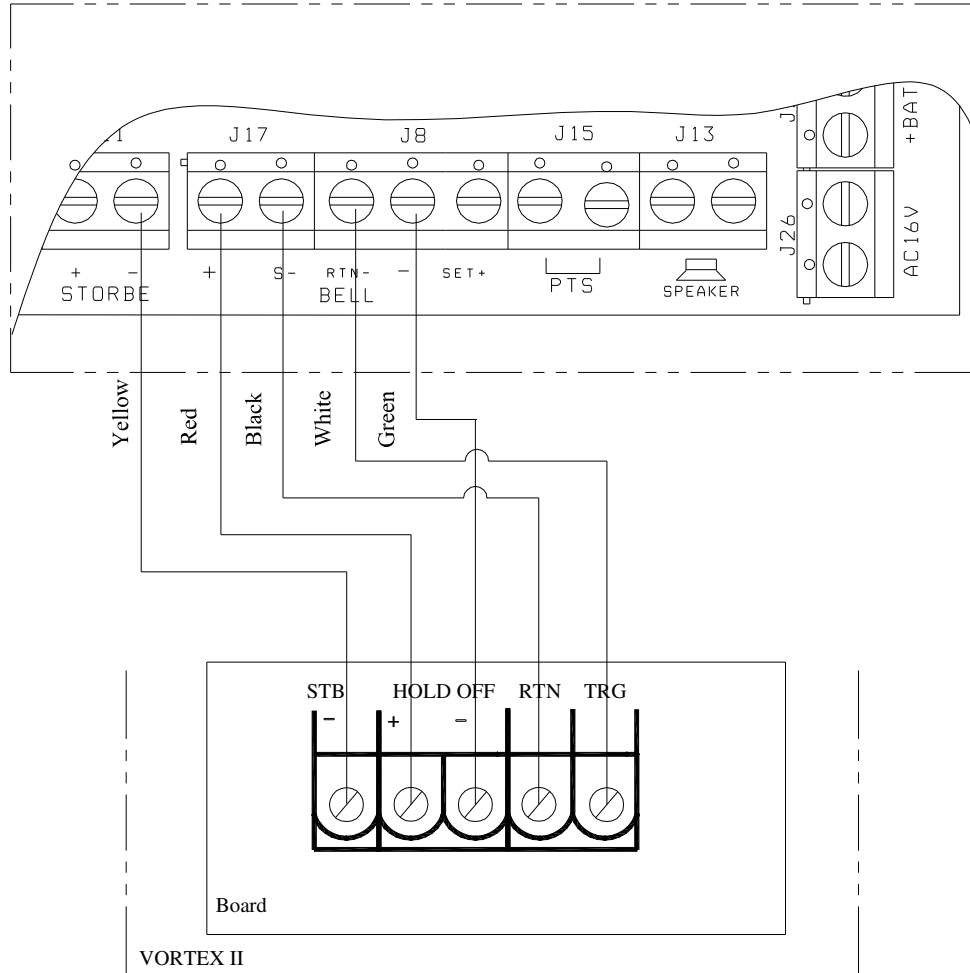 J17 J8 J15 J13
+BAT
J26
AC16V
+ − + S- RTN- − SET+
STORBE BELL PTS SPEAKER
Yellow
Red
Black
White
Green
STB HOLD OFF RTN TRG
− + −
Board
VORTEX II